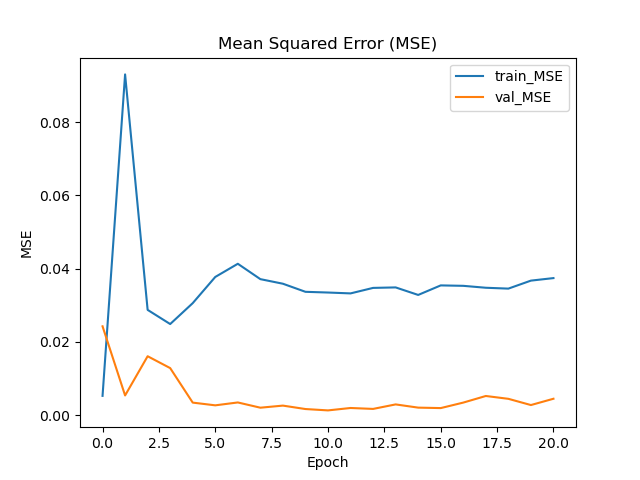 Mean Squared Error (MSE)
train_MSE
val_MSE
0.08
0.06
0.04
0.02
0.00
MSE
0.0 2.5 5.0 7.5 10.0 12.5 15.0 17.5 20.0
Epoch